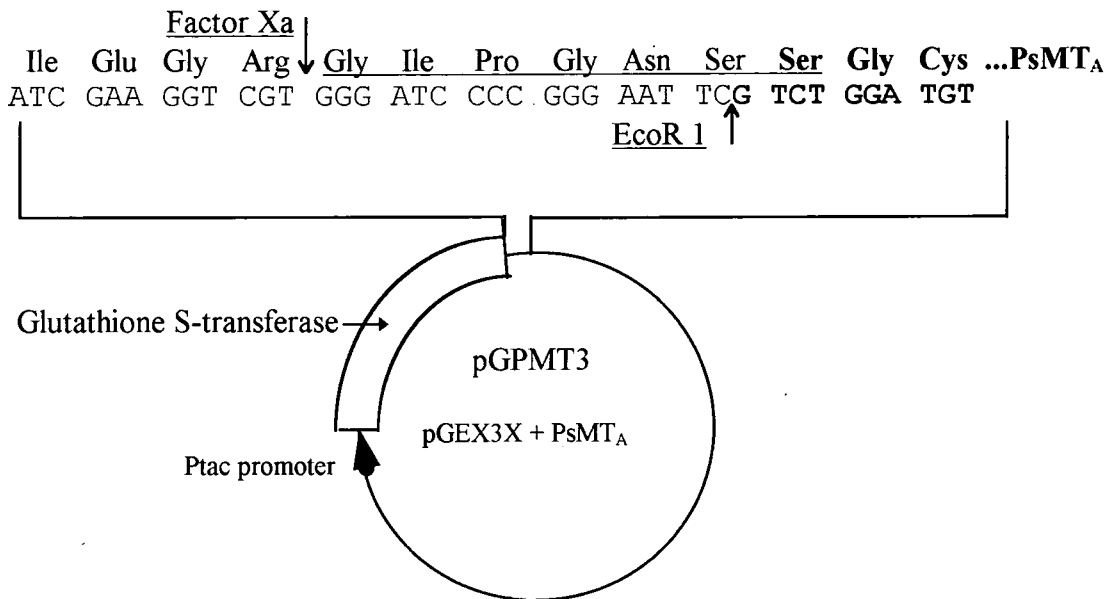 Factor Xa
Ile Glu Gly Arg Gly Ile Pro Gly Asn Ser Ser Gly Cys ...PsMTA
ATC GAA GGT CGT GGG ATC CCC GGG AAT TCG TCT GGA TGT
EcoR 1
Glutathione S-transferase
pGPMT3
pGEX3X + PsMTA
Ptac promoter